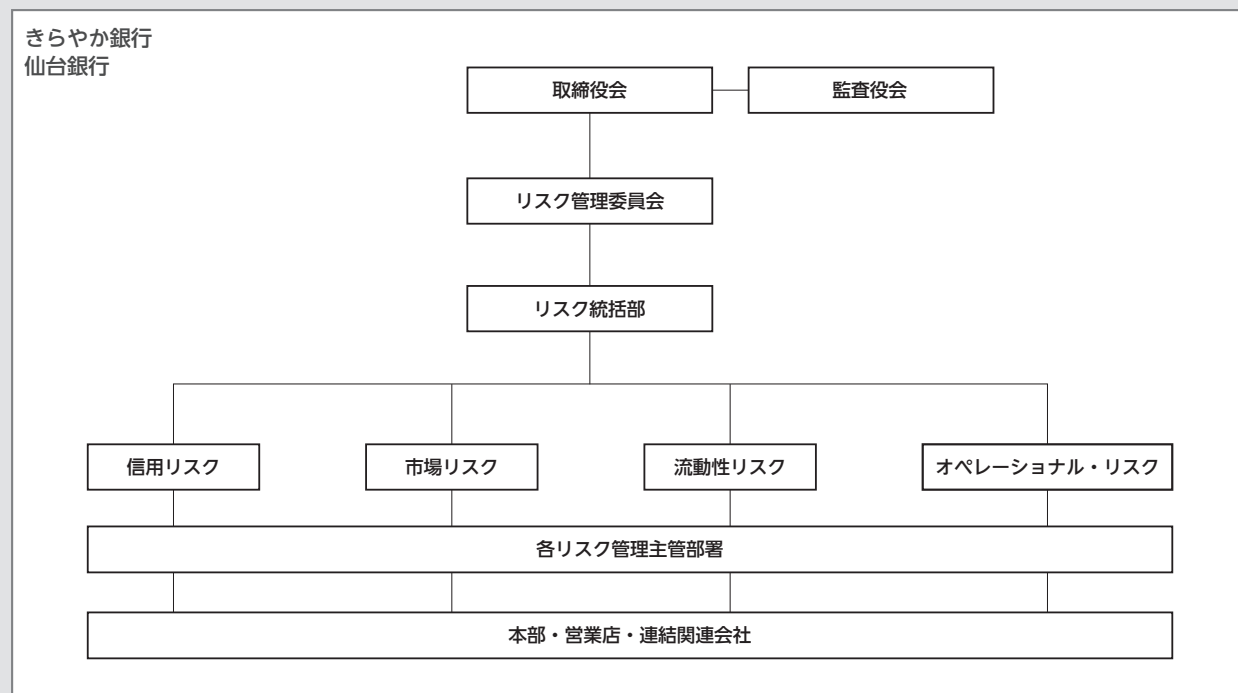 きらやか銀行
仙台銀行
取締役会
監査役会
リスク管理委員会
リスク統括部
信用リスク
市場リスク
流動性リスク
オペレーショナル・リスク
各リスク管理主管部署
本部・営業店・連結関連会社